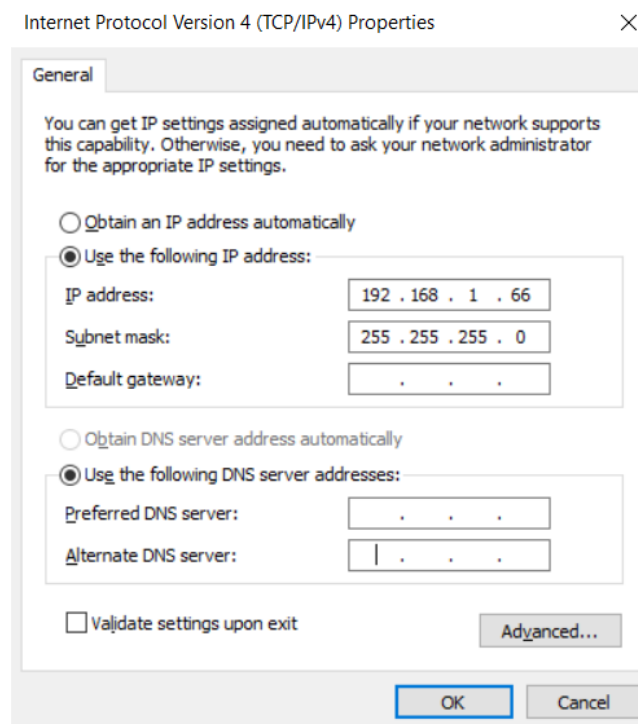 Internet Protocol Version 4 (TCP/IPv4) Properties
General
You can get IP settings assigned automatically if your network supports
this capability. Otherwise, you need to ask your network administrator
for the appropriate IP settings.
Obtain an IP address automatically
Use the following IP address:
IP address: 192 . 168 . 1 . 66
Subnet mask: 255 . 255 . 255 . 0
Default gateway: . . .
Obtain DNS server address automatically
Use the following DNS server addresses:
Preferred DNS server: . . .
Alternate DNS server: . . .
Validate settings upon exit
Advanced...
OK Cancel